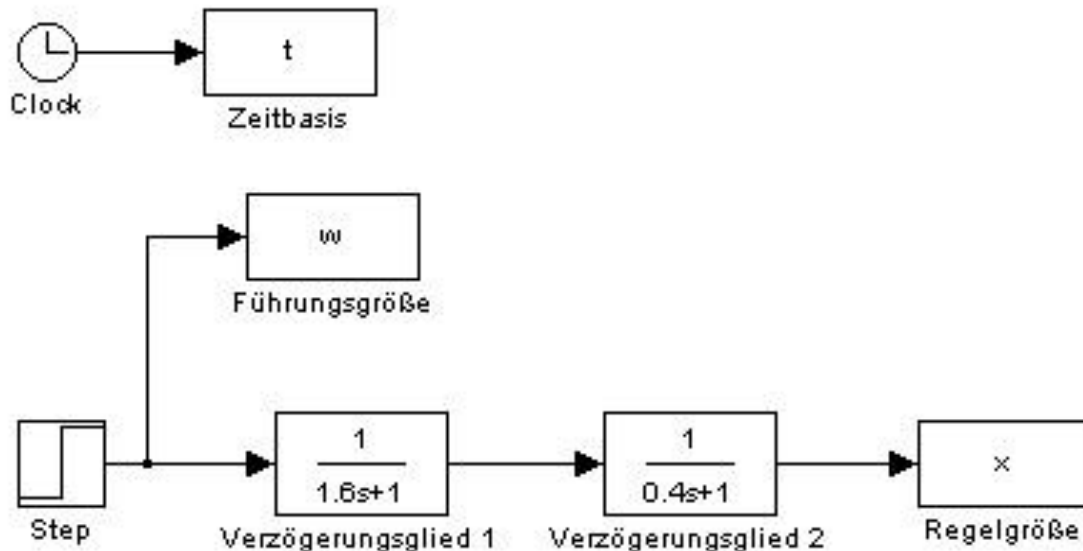 t
Clock
Zeitbasis
w
Führungsgröße
1
1.6s+1
1
0.4s+1
x
Step
Verzögerungsglied 1
Verzögerungsglied 2
Regelgröße